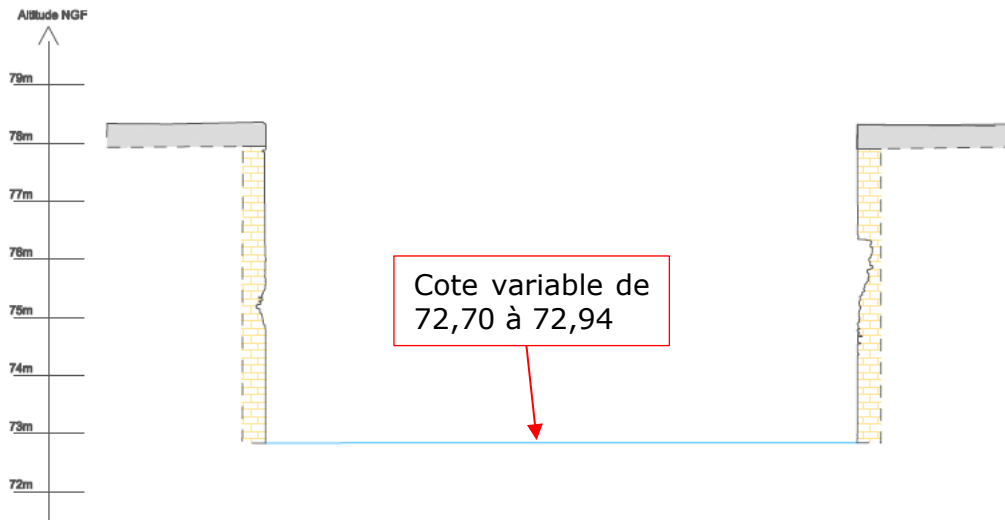 Altitude NGF
79m
78m
77m
76m
75m
74m
73m
72m
Cote variable de
72,70 à 72,94